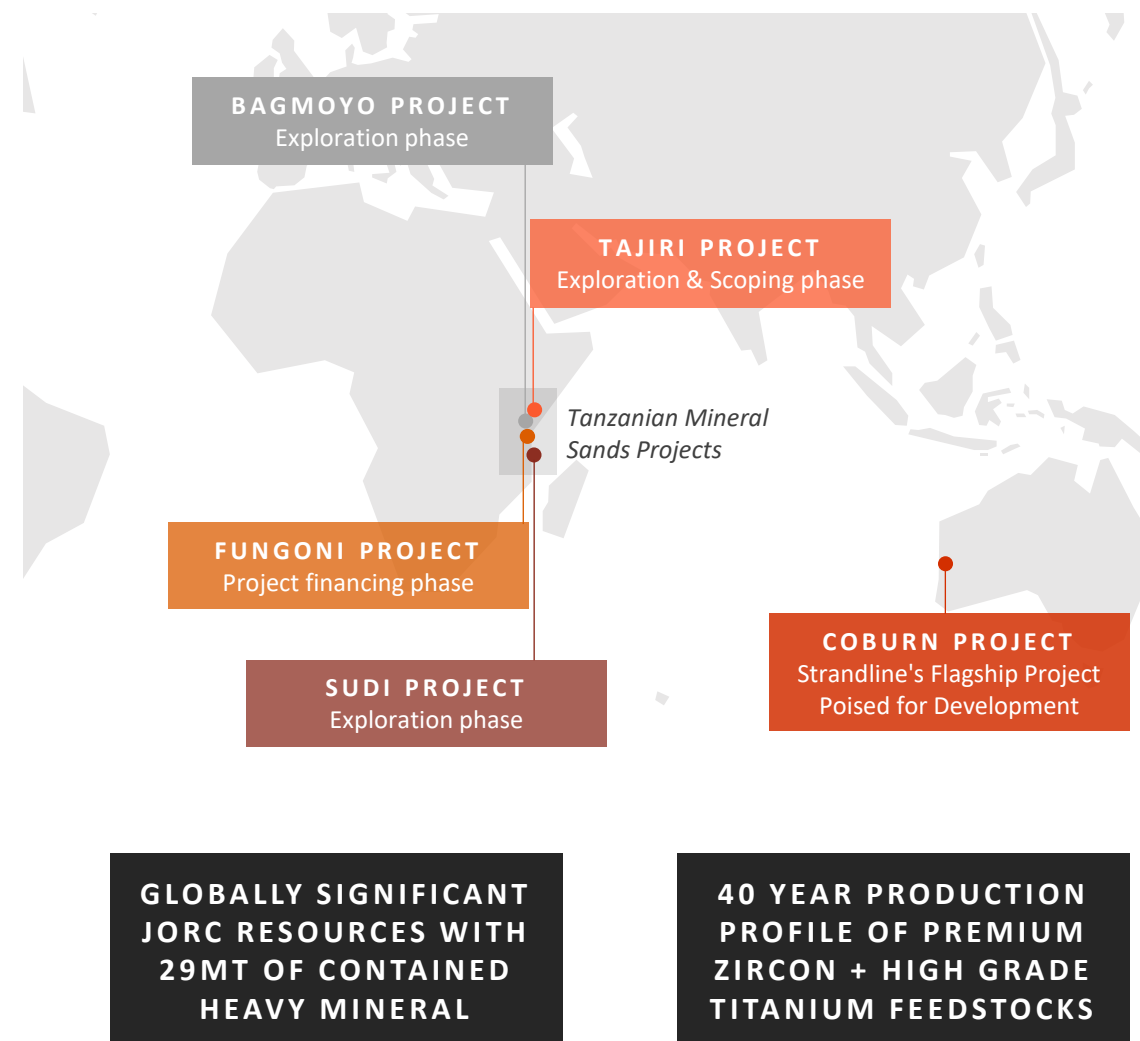 BAGMOYO PROJECT
Exploration phase
TAJIRI PROJECT
Exploration & Scoping phase
Tanzanian Mineral
Sands Projects
FUNGONI PROJECT
Project financing phase
SUDI PROJECT
Exploration phase
COBURN PROJECT
Strandline's Flagship Project
Poised for Development
GLOBALLY SIGNIFICANT
JORC RESOURCES WITH
29MT OF CONTAINED
HEAVY MINERAL
40 YEAR PRODUCTION
PROFILE OF PREMIUM
ZIRCON + HIGH GRADE
TITANIUM FEEDSTOCKS